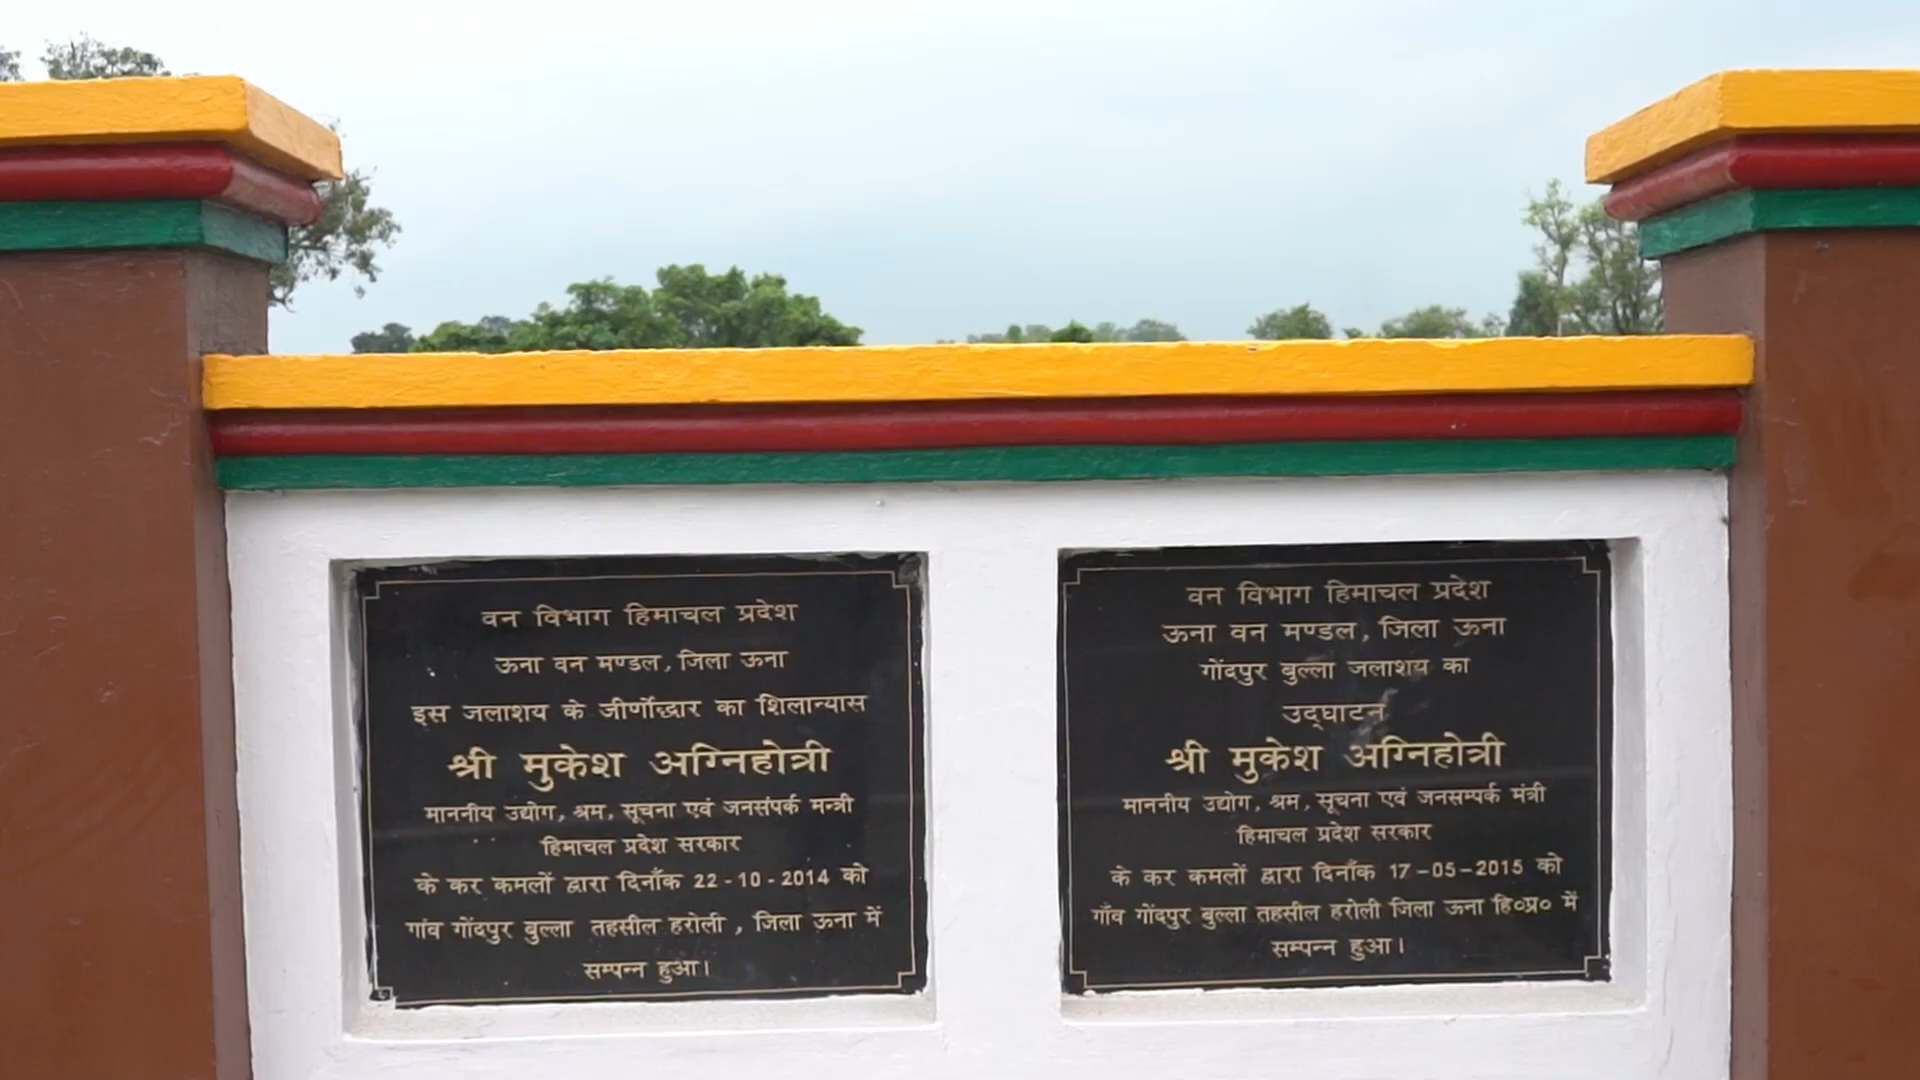 वन विभाग हिमाचल प्रदेश
ऊना वन मण्डल, जिला ऊना
इस जलाशय के जीर्णोद्धार का शिलान्यास
श्री मुकेश अग्निहोत्री
माननीय उद्योग, श्रम, सूचना एवं जनसंपर्क मन्त्री
हिमाचल प्रदेश सरकार
के कर कमलों द्वारा दिनाँक 22-10-2014 को
गांव गोंदपुर बुल्ला तहसील हरोली , जिला ऊना में
सम्पन्न हुआ।
वन विभाग हिमाचल प्रदेश
ऊना वन मण्डल, जिला ऊना
गोंदपुर बुल्ला जलाशय का
उद्घाटन
श्री मुकेश अग्निहोत्री
माननीय उद्योग, श्रम, सूचना एवं जनसम्पर्क मंत्री
हिमाचल प्रदेश सरकार
के कर कमलों द्वारा दिनाँक 17-05-2015 को
गाँव गोंदपुर बुल्ला तहसील हरोली जिला ऊना हि०प्र० में
सम्पन्न हुआ।